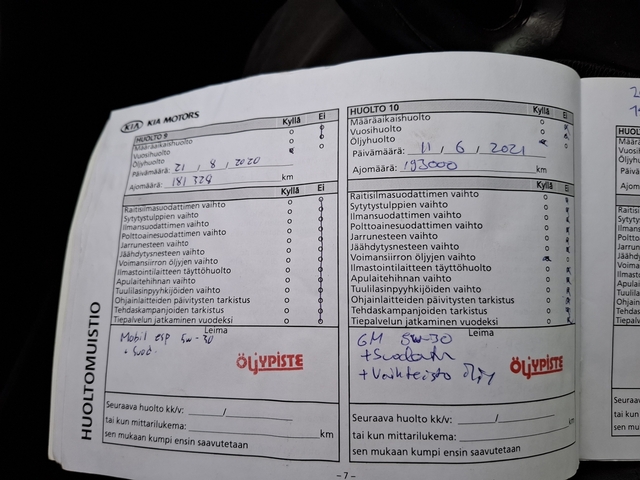 KIA KIA MOTORS
HUOLTO 9 Kyllä Ei
Määräaikaishuolto
Vuosihuolto
Öljyhuolto
Päivämäärä: 21 , 8 , 2020
Ajomäärä: 181 324 km
Kyllä Ei
Raitisilmasuodattimen vaihto
Sytytystulppien vaihto
Ilmansuodattimen vaihto
Polttoainesuodattimen vaihto
Jarrunesteen vaihto
Jäähdytysnesteen vaihto
Voimansiirron öljyjen vaihto
Ilmastointilaitteen täyttöhuolto
Apulaitehihnan vaihto
Tuulilasinpyyhkijöiden vaihto
Ohjainlaitteiden päivitysten tarkistus
Tehdaskampanjoiden tarkistus
Tiepalvelun jatkaminen vuodeksi
Leima
Mobil esp 5w-30
+ suod.
ÖljYPISTE
Seuraava huolto kk/v: /
tai kun mittarilukema: km
sen mukaan kumpi ensin saavutetaan
HUOLTO 10 Kyllä Ei
Määräaikaishuolto
Vuosihuolto
Öljyhuolto
Päivämäärä: 11 , 6 , 2021
Ajomäärä: 193000 km
Kyllä Ei
Raitisilmasuodattimen vaihto
Sytytystulppien vaihto
Ilmansuodattimen vaihto
Polttoainesuodattimen vaihto
Jarrunesteen vaihto
Jäähdytysnesteen vaihto
Voimansiirron öljyjen vaihto
Ilmastointilaitteen täyttöhuolto
Apulaitehihnan vaihto
Tuulilasinpyyhkijöiden vaihto
Ohjainlaitteiden päivitysten tarkistus
Tehdaskampanjoiden tarkistus
Tiepalvelun jatkaminen vuodeksi
Leima
GM 5W-30
+ Suodatin
+ Vaihteisto öljy
ÖljYPISTE
Seuraava huolto kk/v: /
tai kun mittarilukema: km
sen mukaan kumpi ensin saavutetaan
HUOLTOMUISTIO
- 7 -